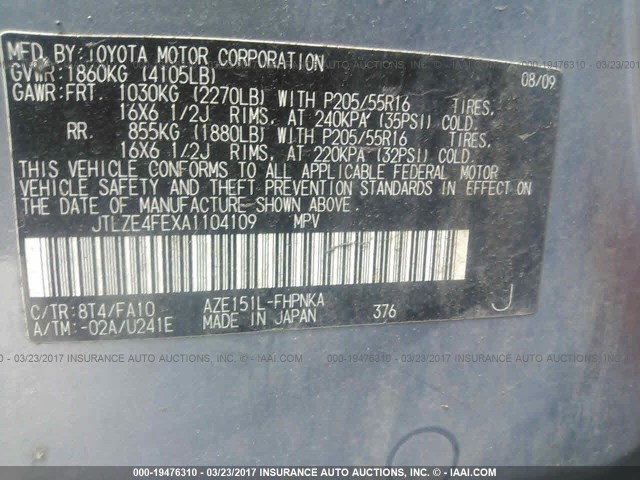 MFD. BY: TOYOTA MOTOR CORPORATION 08/09
GVWR: 1860KG (4105LB)
GAWR: FRT. 1030KG (2270LB) WITH P205/55R16 TIRES,
16X6 1/2J RIMS, AT 240KPA (35PSI) COLD.
RR. 855KG (1880LB) WITH P205/55R16 TIRES,
16X6 1/2J RIMS, AT 220KPA (32PSI) COLD.
THIS VEHICLE CONFORMS TO ALL APPLICABLE FEDERAL MOTOR
VEHICLE SAFETY AND THEFT PREVENTION STANDARDS IN EFFECT ON
THE DATE OF MANUFACTURE SHOWN ABOVE.
JTLZE4FEXA1104109 MPV
C/TR: 8T4/FA10 AZE151L-FHPNKA 376 J
A/TM: -02A/U241E MADE IN JAPAN
000-19476310 - 03/23/2017 INSURANCE AUTO AUCTIONS, INC. - © - IAAI.COM